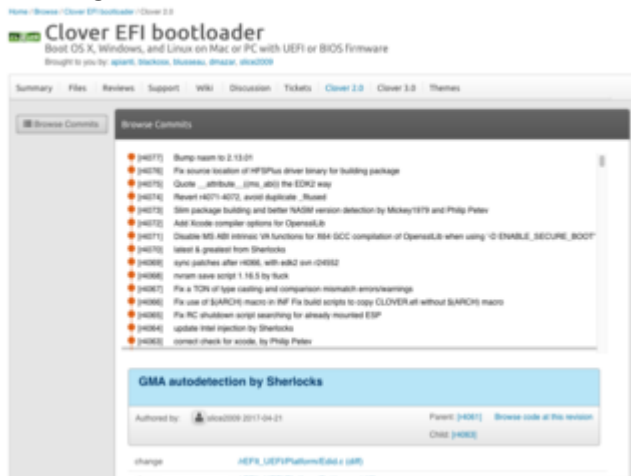 Home / Browse / Clover EFI bootloader / Clover 2.0
Clover EFI bootloader
Boot OS X, Windows, and Linux on Mac or PC with UEFI or BIOS firmware
Brought to you by: apianti, blackosx, blusseau, dmazar, slice2009
Summary Files Reviews Support Wiki Discussion Tickets Clover 2.0 Clover 3.0 Themes
Browse Commits
Browse Commits
[r4077] Bump nasm to 2.13.01
[r4076] Fix source location of HFSPlus driver binary for building package
[r4075] Quote __attribute__((ms_abi)) the EDK2 way
[r4074] Revert r4071-4072, avoid duplicate _fltused
[r4073] Slim package building and better NASM version detection by Mickey1979 and Philip Petev
[r4072] Add Xcode compiler options for OpensslLib
[r4071] Disable MS ABI intrinsic VA functions for X64 GCC compilation of OpensslLib when using '-D ENABLE_SECURE_BOOT'
[r4070] latest & greatest from Sherlocks
[r4069] sync patches after r4066, with edk2 svn r24552
[r4068] nvram save script 1.16.5 by tluck
[r4067] Fix a TON of type casting and comparison mismatch errors/warnings
[r4066] Fix use of $(ARCH) macro in INF Fix build scripts to copy CLOVER.efi without $(ARCH) macro
[r4065] Fix RC shutdown script searching for already mounted ESP
[r4064] update Intel injection by Sherlocks
[r4063] correct check for xcode, by Philip Petev
GMA autodetection by Sherlocks
Authored by: slice2009 2017-04-21 Parent: [r4061] Browse code at this revision
Child: [r4063]
change /rEFIt_UEFI/Platform/Edid.c (diff)